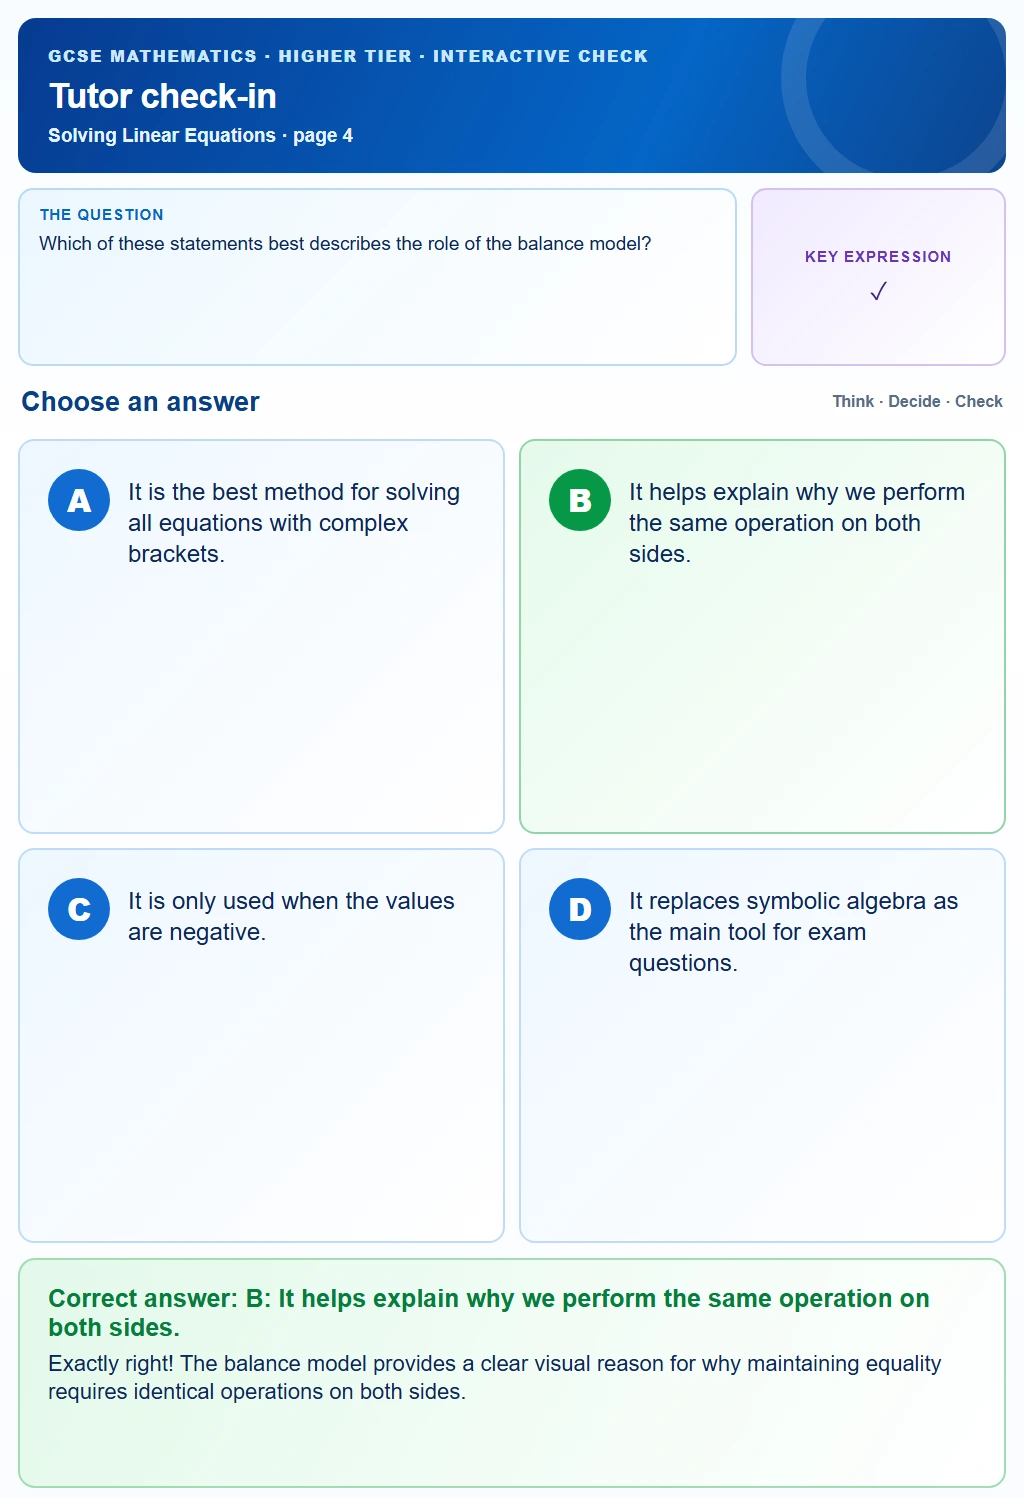 GCSE MATHEMATICS · HIGHER TIER · INTERACTIVE CHECK
Tutor check-in
Solving Linear Equations · page 4
THE QUESTION
Which of these statements best describes the role of the balance model?
KEY EXPRESSION
✓
Choose an answer
Think · Decide · Check
A
It is the best method for solving
all equations with complex
brackets.
B
It helps explain why we perform
the same operation on both
sides.
C
It is only used when the values
are negative.
D
It replaces symbolic algebra as
the main tool for exam
questions.
Correct answer: B: It helps explain why we perform the same operation on
both sides.
Exactly right! The balance model provides a clear visual reason for why maintaining equality
requires identical operations on both sides.